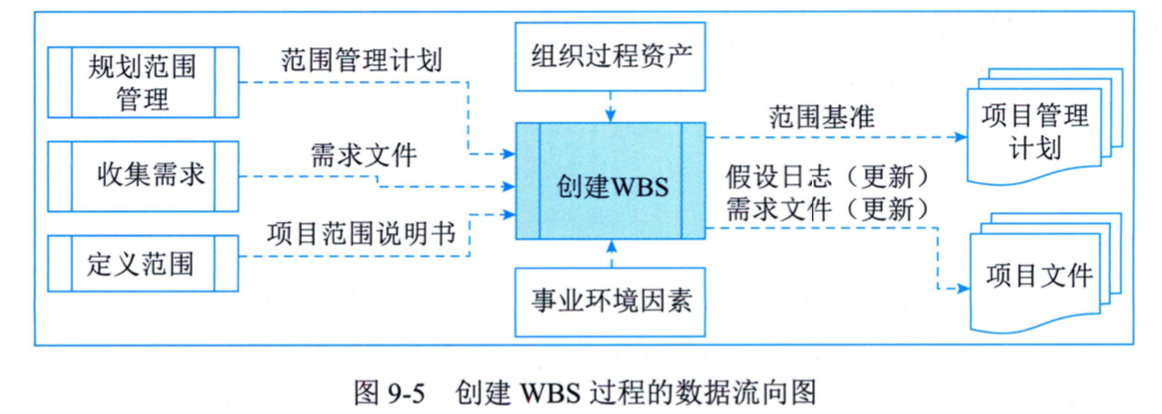 规划范围
管理
范围管理计划
组织过程资产
收集需求
需求文件
创建WBS
定义范围
项目范围说明书
事业环境因素
范围基准
项目管理
计划
假设日志（更新）
需求文件（更新）
项目文件
图 9-5 创建 WBS 过程的数据流向图